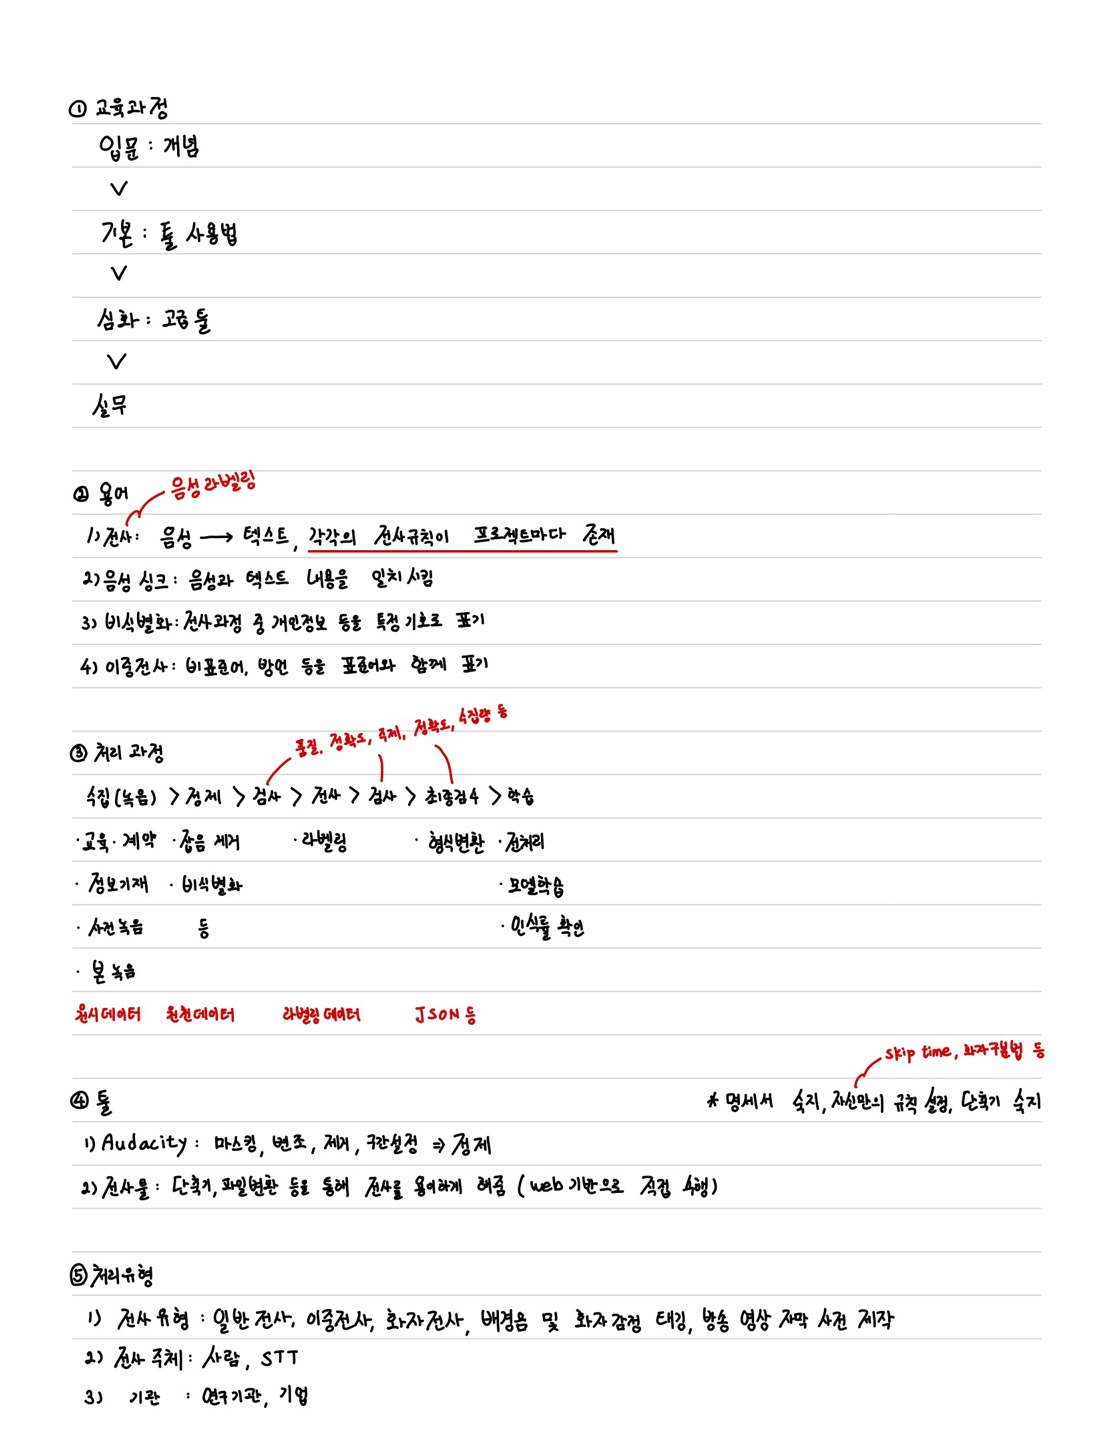 ① 교육과정
입문 : 개념
∨
기본 : 툴 사용법
∨
심화 : 고급 툴
∨
실무
음성 라벨링
② 용어
1) 전사 : 음성 → 텍스트, 각각의 전사규칙이 프로젝트마다 존재
2) 음성 싱크 : 음성과 텍스트 내용을 일치시킴
3) 비식별화 : 전사과정 중 개인정보 등을 특정기호로 표기
4) 이중전사 : 비표준어, 방언 등을 표준어와 함께 표기
품질, 정확도, 주제, 정확도, 수집량 등
③ 처리 과정
수집(녹음) > 정제 > 검사 > 전사 > 검사 > 최종검수 > 학습
·교육·계약 ·잡음 제거 ·라벨링 ·형식변환 ·전처리
·정보기재 ·비식별화 ·모델학습
·사전녹음 등 ·인식률 확인
·본 녹음
원시데이터 원천데이터 라벨링데이터 JSON 등
skip time, 화자구분법 등
④ 툴 * 명세서 숙지, 자신만의 규칙 설정, 단축기 숙지
1) Audacity : 마스킹, 변조, 제거, 구간설정 ⇒ 정제
2) 전사툴 : 단축기, 파일변환 등을 통해 전사를 용이하게 해줌 (web기반으로 직접 수행)
⑤ 처리유형
1) 전사 유형 : 일반전사, 이중전사, 화자전사, 배경음 및 화자감정 태깅, 방송 영상 자막 사전 제작
2) 전사 주체 : 사람, STT
3) 기관 : 연구기관, 기업